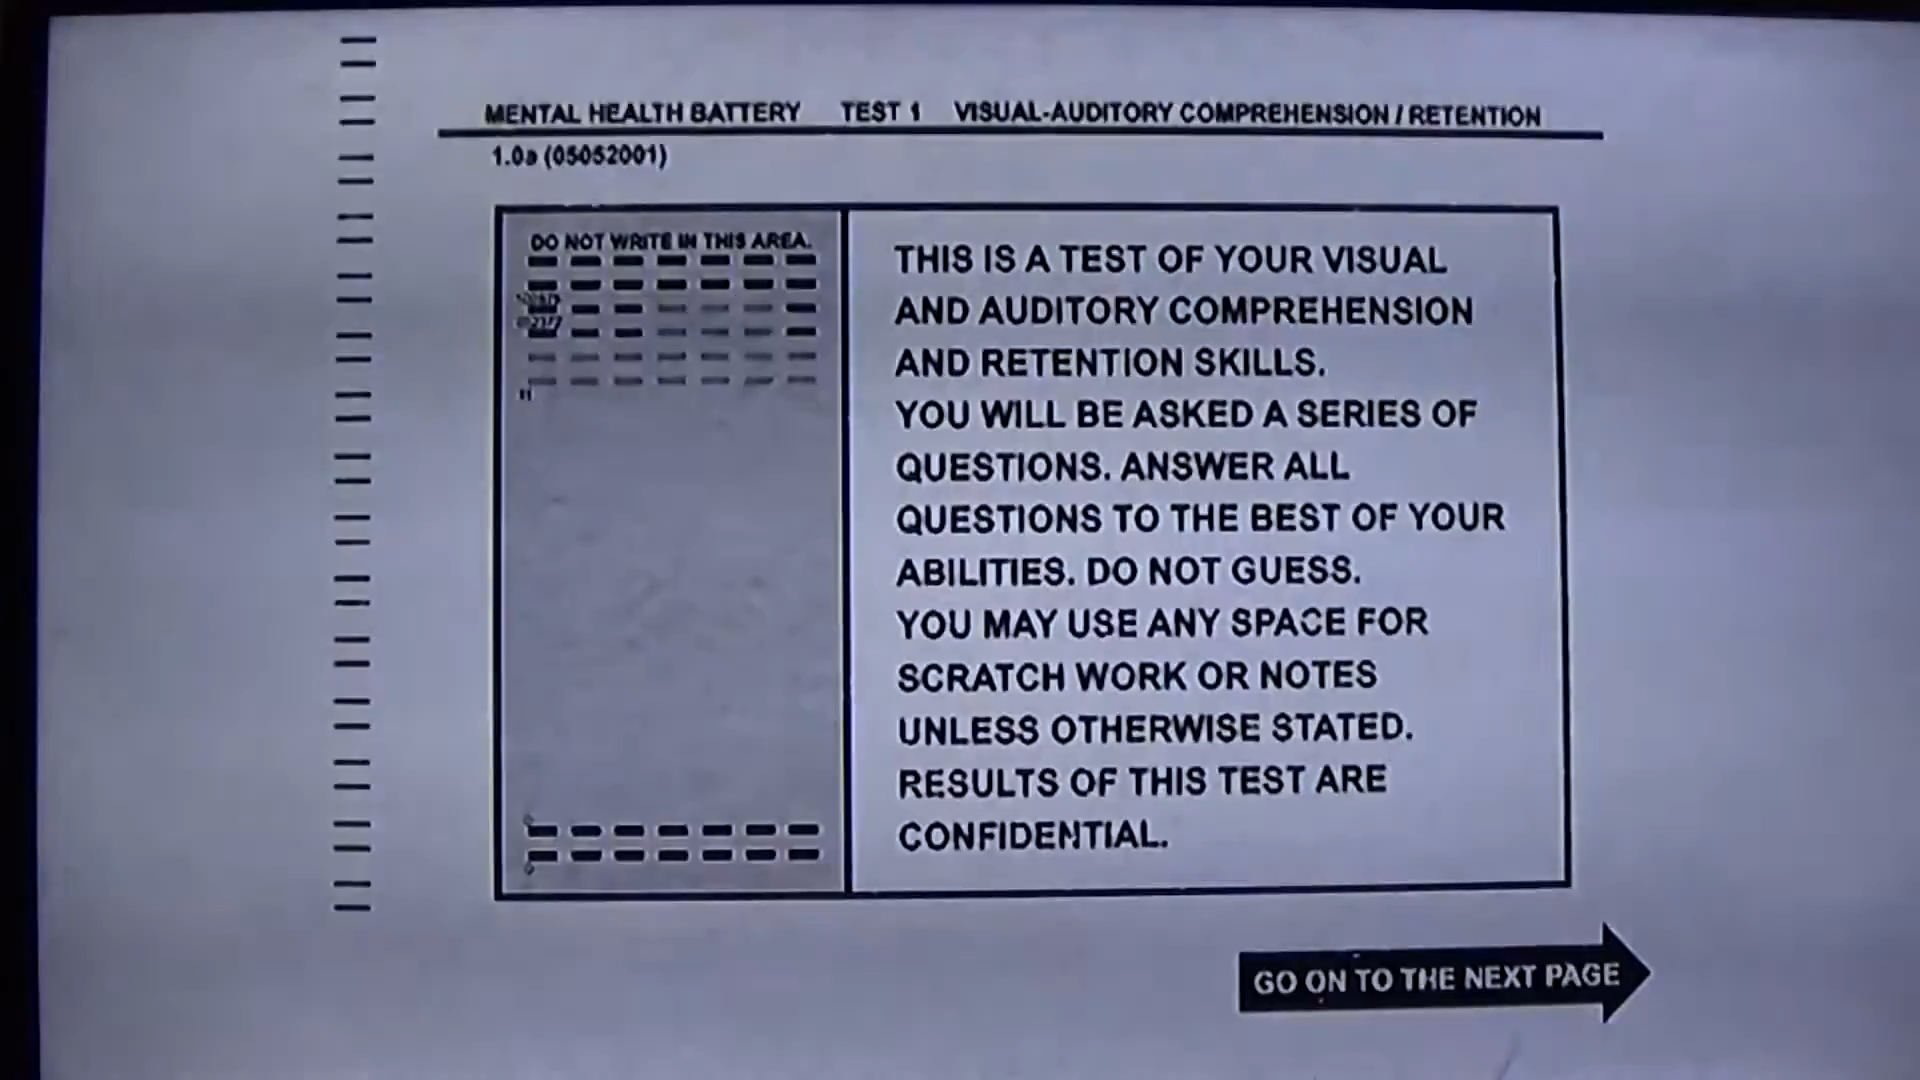 MENTAL HEALTH BATTERY TEST 1 VISUAL-AUDITORY COMPREHENSION / RETENTION
1.0a (05052001)
DO NOT WRITE IN THIS AREA.
THIS IS A TEST OF YOUR VISUAL
AND AUDITORY COMPREHENSION
AND RETENTION SKILLS.
YOU WILL BE ASKED A SERIES OF
QUESTIONS. ANSWER ALL
QUESTIONS TO THE BEST OF YOUR
ABILITIES. DO NOT GUESS.
YOU MAY USE ANY SPACE FOR
SCRATCH WORK OR NOTES
UNLESS OTHERWISE STATED.
RESULTS OF THIS TEST ARE
CONFIDENTIAL.
GO ON TO THE NEXT PAGE